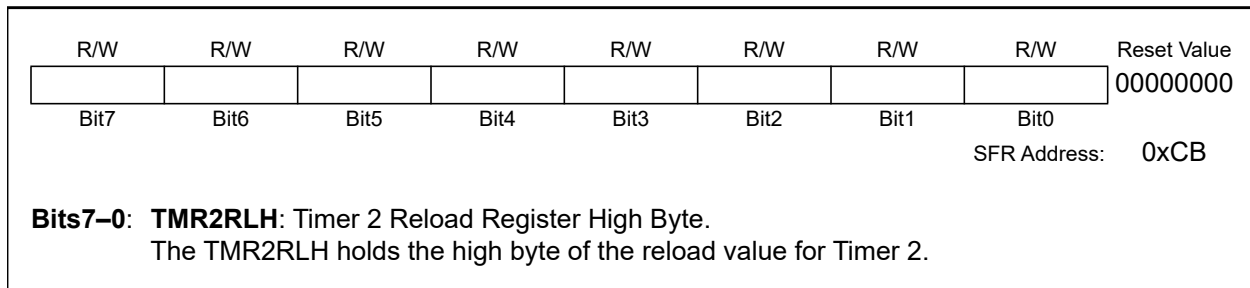 R/W R/W R/W R/W R/W R/W R/W R/W Reset Value
00000000
Bit7 Bit6 Bit5 Bit4 Bit3 Bit2 Bit1 Bit0
SFR Address: 0xCB
Bits7–0: TMR2RLH: Timer 2 Reload Register High Byte.
The TMR2RLH holds the high byte of the reload value for Timer 2.